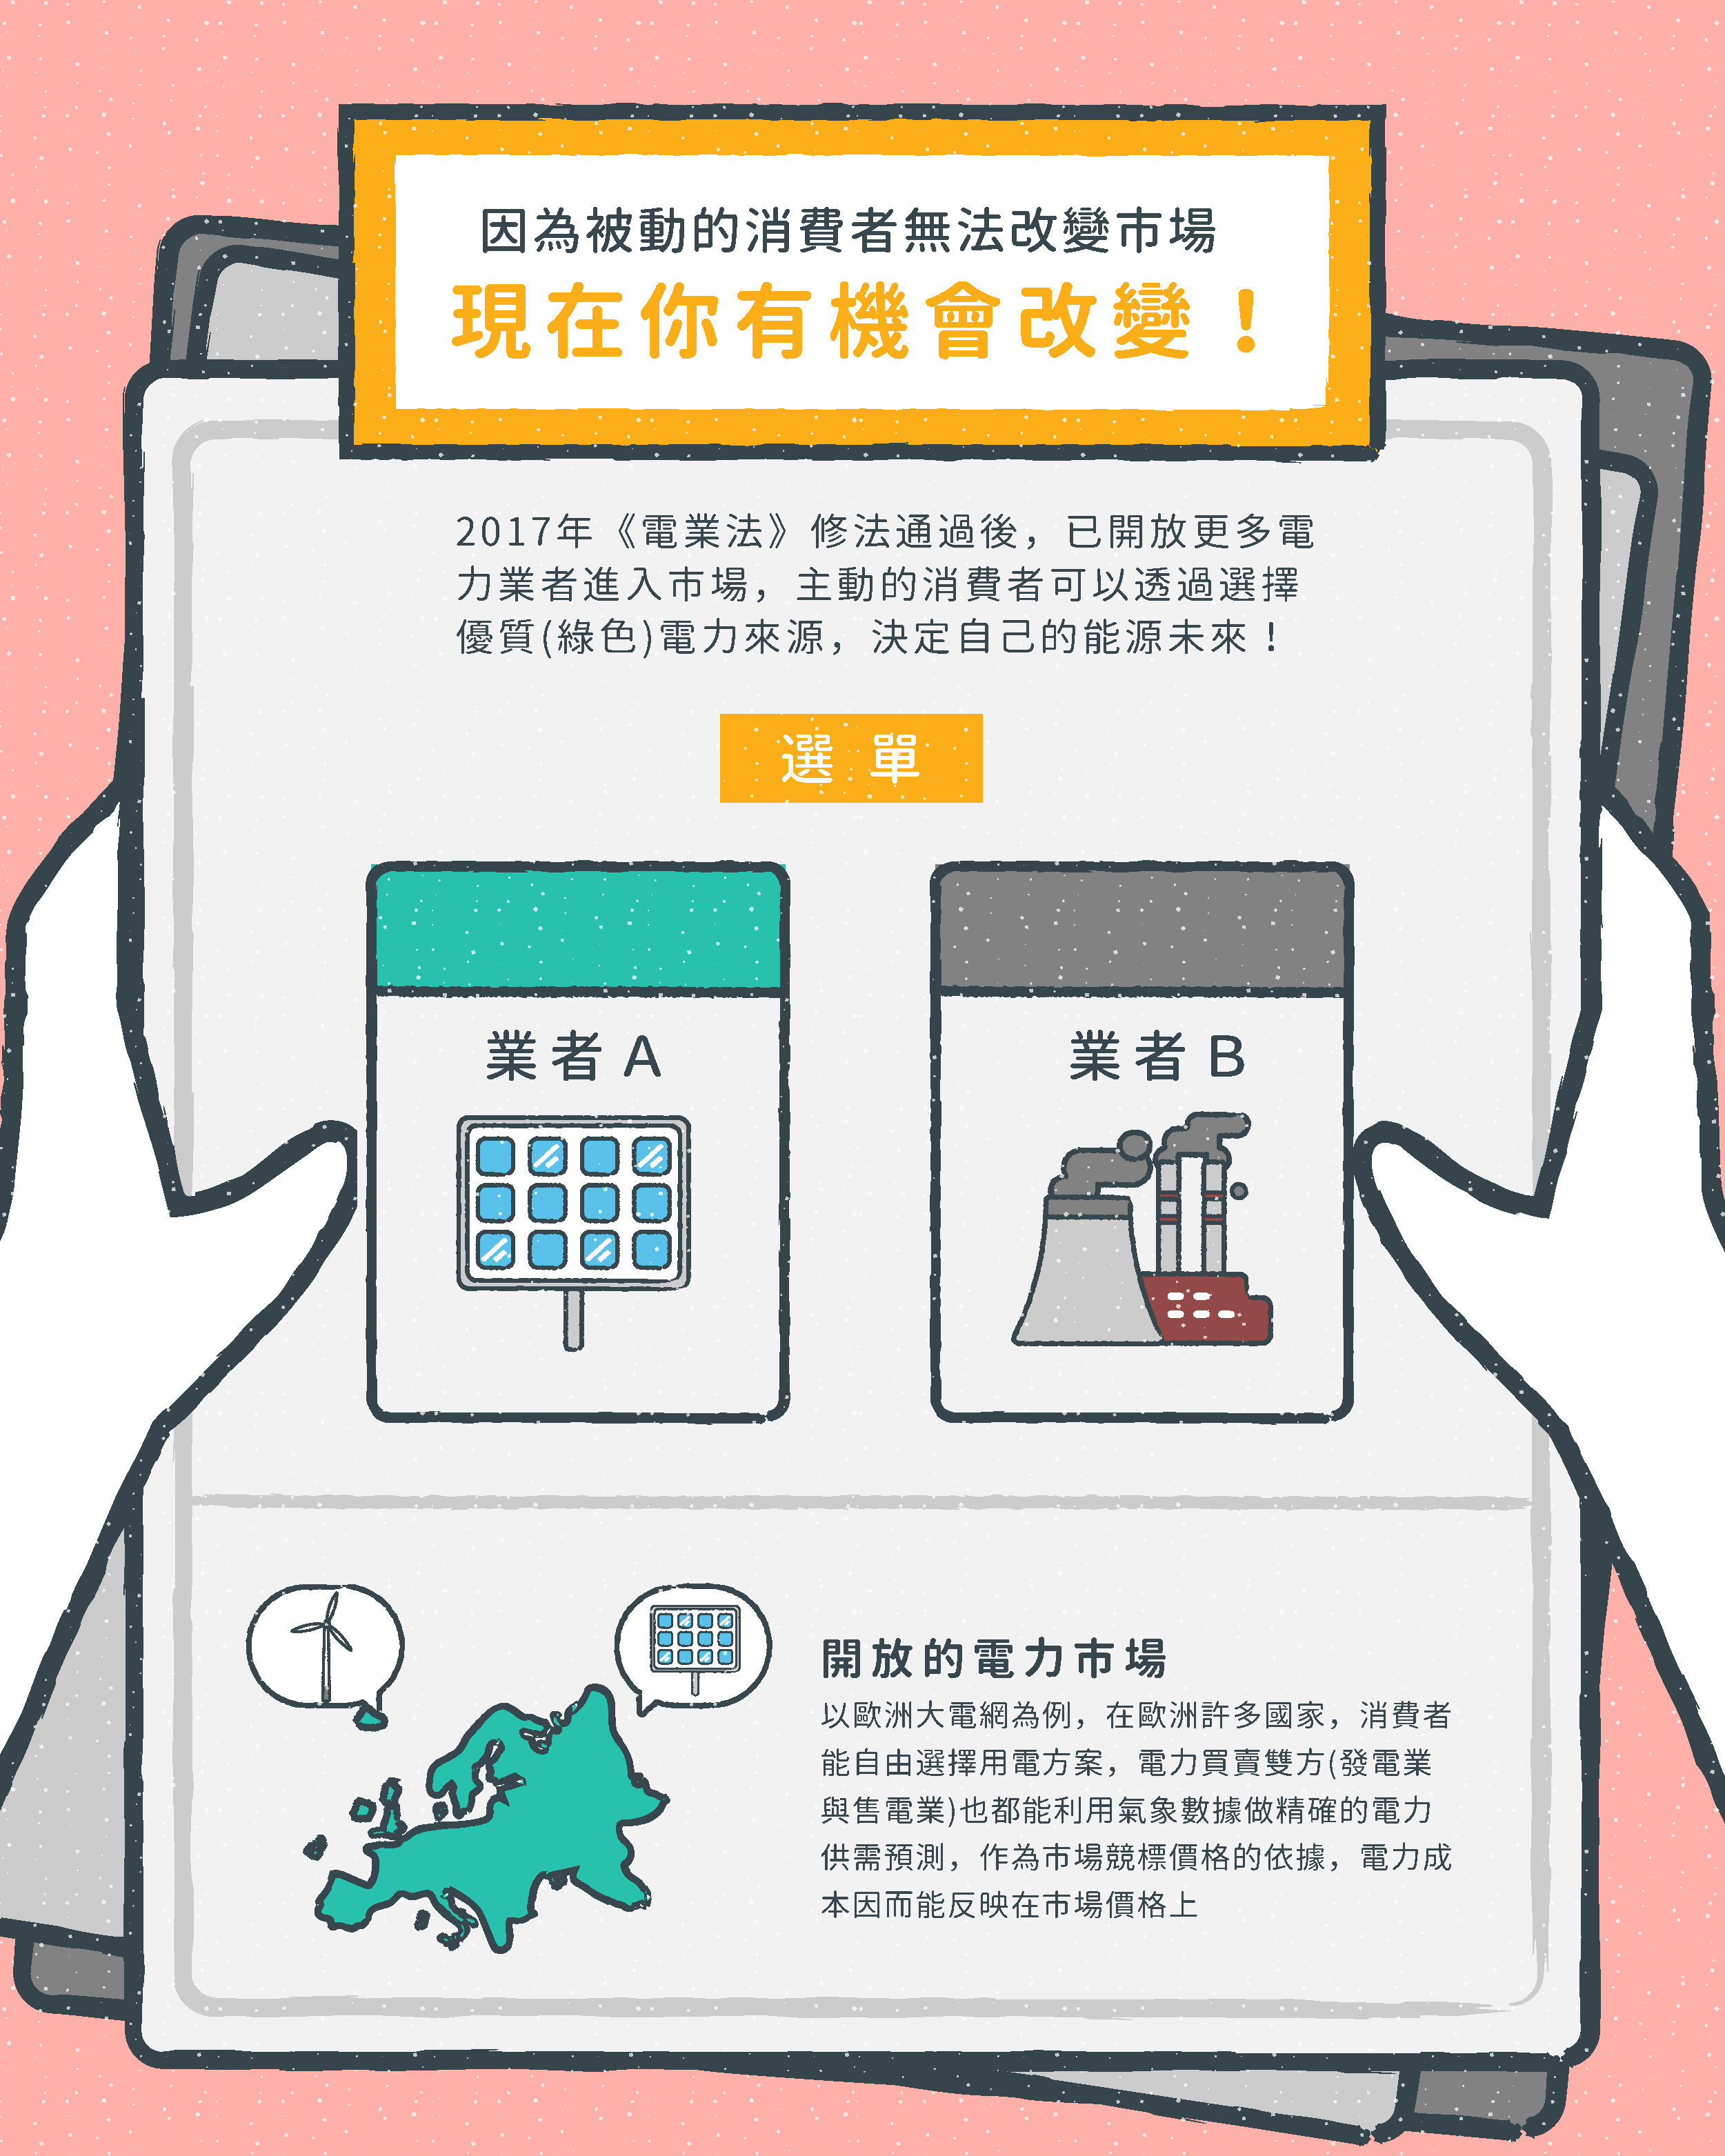 因為被動的消費者無法改變市場
現在你有機會改變！
2017年《電業法》修法通過後，已開放更多電
力業者進入市場，主動的消費者可以透過選擇
優質(綠色)電力來源，決定自己的能源未來！
選單
業者A
業者B
開放的電力市場
以歐洲大電網為例，在歐洲許多國家，消費者
能自由選擇用電方案，電力買賣雙方(發電業
與售電業)也都能利用氣象數據做精確的電力
供需預測，作為市場競標價格的依據，電力成
本因而能反映在市場價格上